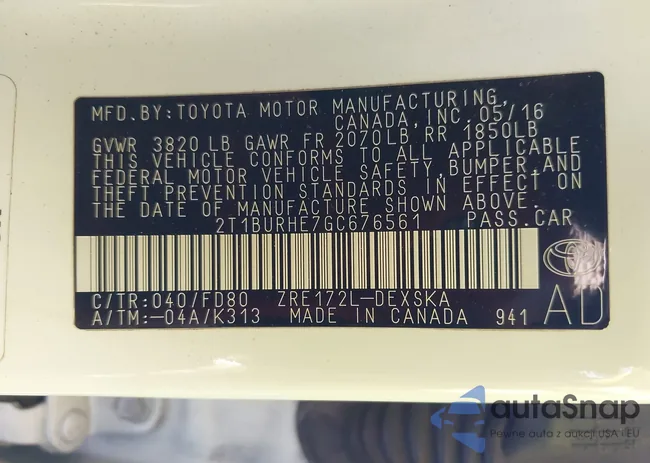 MFD. BY: TOYOTA MOTOR MANUFACTURING,
CANADA, INC. 05/16
GVWR 3820 LB GAWR FR 2070LB RR 1850LB
THIS VEHICLE CONFORMS TO ALL APPLICABLE
FEDERAL MOTOR VEHICLE SAFETY, BUMPER AND
THEFT PREVENTION STANDARDS IN EFFECT ON
THE DATE OF MANUFACTURE SHOWN ABOVE.
2T1BURHE7GC676561 PASS. CAR
C/TR: 040/FD80 ZRE172L-DEXSKA
A/TM: -04A/K313 MADE IN CANADA 941 AD
autaSnap
Pewne auta z aukcji USA i EU